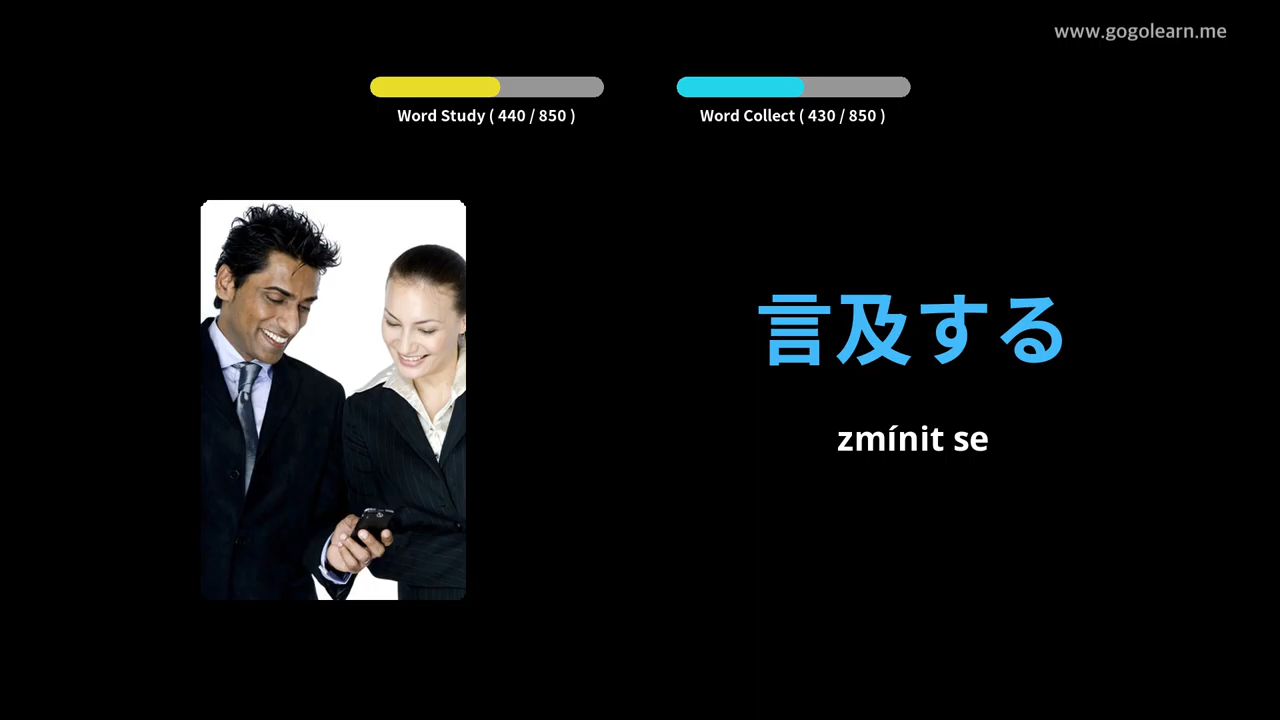 www.gogolearn.me
Word Study ( 440 / 850 )
Word Collect ( 430 / 850 )
言及する
zmínit se